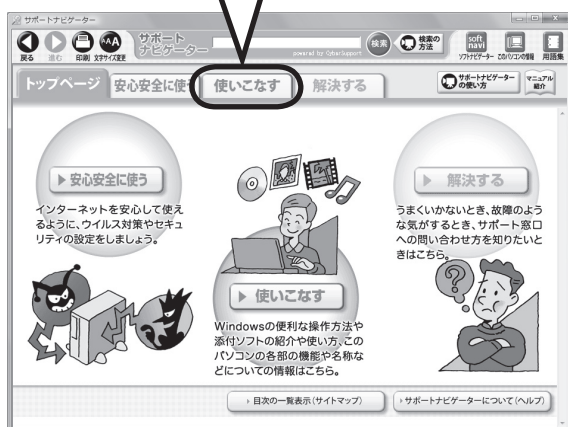 サポートナビゲーター
戻る
進む
印刷
文字サイズ変更
サポート
ナビゲーター
powered by CyberSupport
検索
検索の
方法
soft
navi
ソフトナビゲーター
このパソコンの情報
用語集
トップページ
安心安全に使う
使いこなす
解決する
サポートナビゲーター
の使い方
マニュアル
紹介
安心安全に使う
インターネットを安心して使え
るように、ウイルス対策やセキュ
リティの設定をしましょう。
使いこなす
Windowsの便利な操作方法や
添付ソフトの紹介や使い方、この
パソコンの各部の機能や名称な
どについての情報はこちら。
解決する
うまくいかないとき、故障のよう
な気がするとき、サポート窓口
への問い合わせ方を知りたいと
きはこちら。
?
目次の一覧表示(サイトマップ)
サポートナビゲーターについて(ヘルプ)